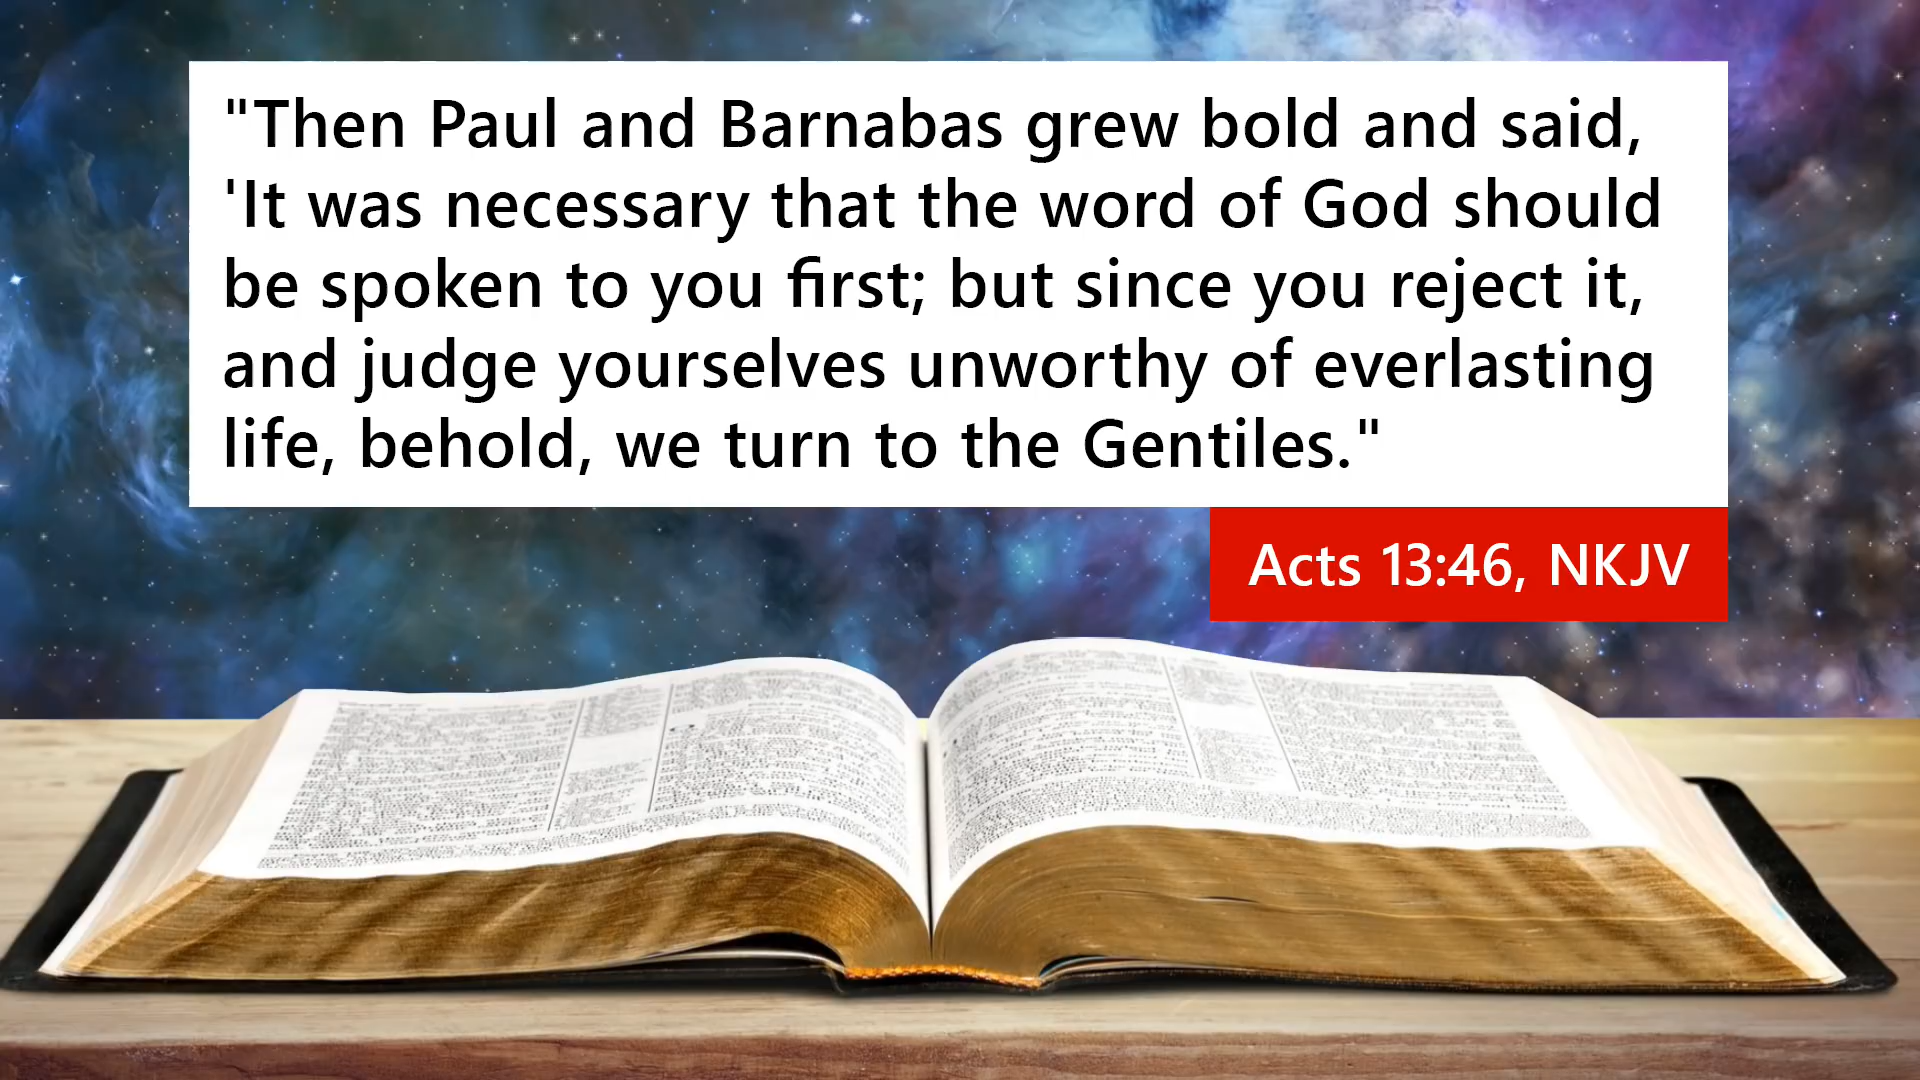 "Then Paul and Barnabas grew bold and said,
'It was necessary that the word of God should
be spoken to you first; but since you reject it,
and judge yourselves unworthy of everlasting
life, behold, we turn to the Gentiles."
Acts 13:46, NKJV